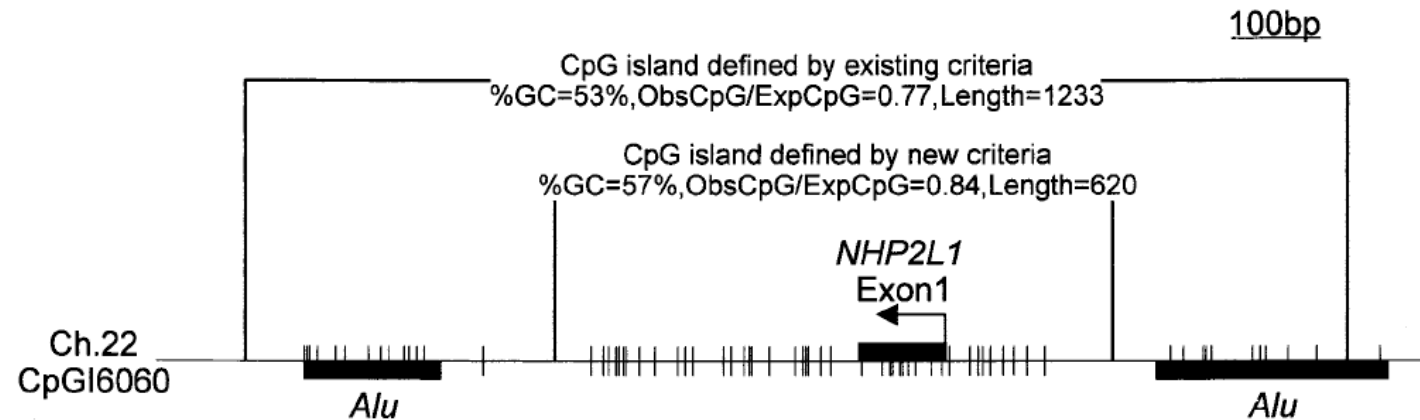 100bp
CpG island defined by existing criteria
%GC=53%,ObsCpG/ExpCpG=0.77,Length=1233
CpG island defined by new criteria
%GC=57%,ObsCpG/ExpCpG=0.84,Length=620
NHP2L1
Exon1
Ch.22
CpGI6060
Alu
Alu